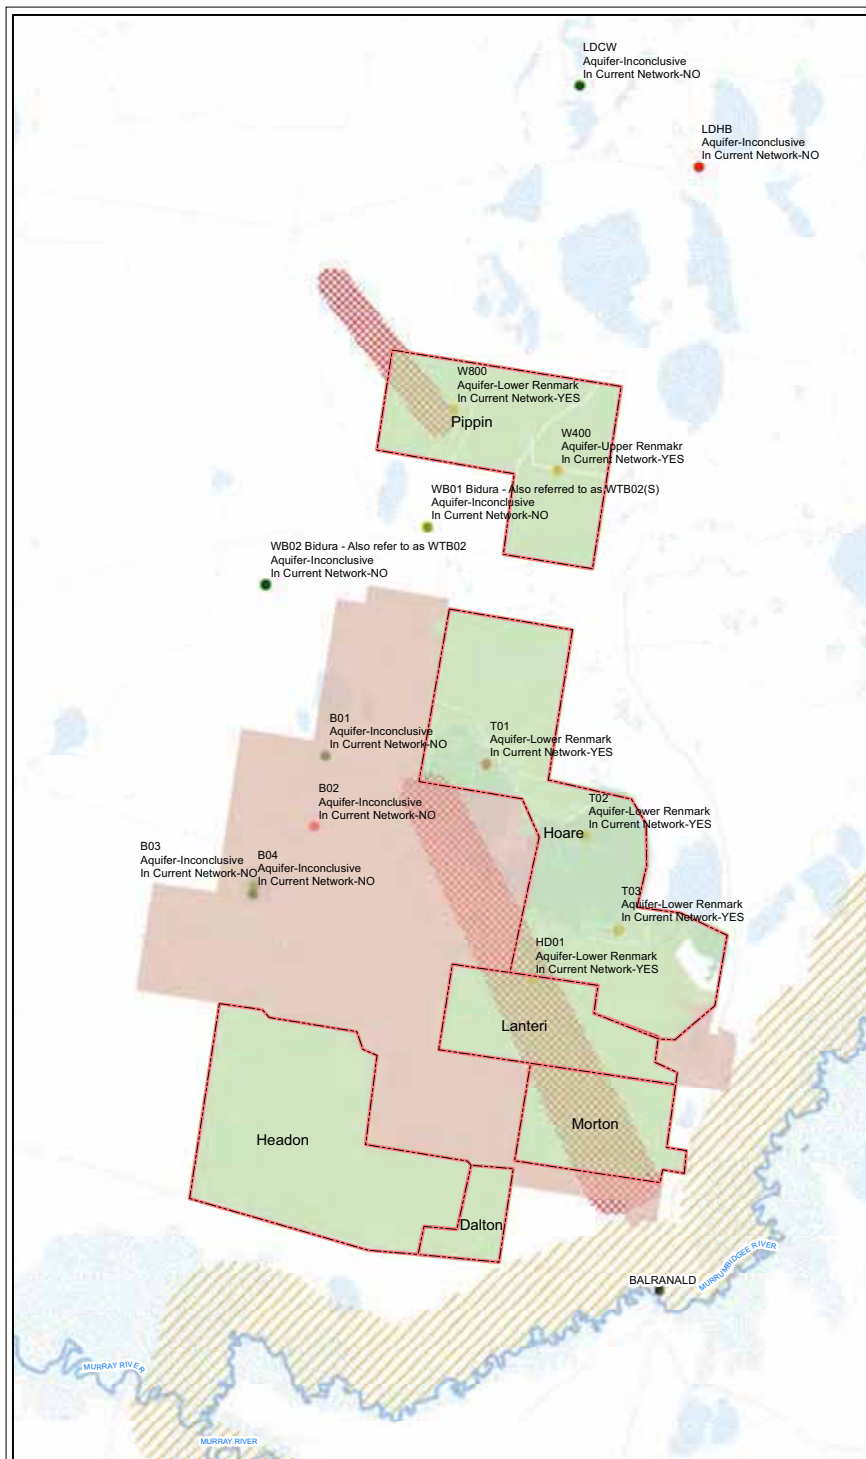 LDCW
Aquifer-Inconclusive
In Current Network-NO
LDHB
Aquifer-Inconclusive
In Current Network-NO
W800
Aquifer-Lower Renmark
In Current Network-YES
Pippin
W400
Aquifer-Upper Renmakr
In Current Network-YES
WB01 Bidura - Also referred to as WTB02(S)
Aquifer-Inconclusive
In Current Network-NO
WB02 Bidura - Also refer to as WTB02
Aquifer-Inconclusive
In Current Network-NO
B01
Aquifer-Inconclusive
In Current Network-NO
T01
Aquifer-Lower Renmark
In Current Network-YES
B02
Aquifer-Inconclusive
In Current Network-NO
T02
Aquifer-Lower Renmark
In Current Network-YES
Hoare
B03
Aquifer-Inconclusive
In Current Network-NO
B04
Aquifer-Inconclusive
In Current Network-NO
T03
Aquifer-Lower Renmark
In Current Network-YES
HD01
Aquifer-Lower Renmark
In Current Network-YES
Lanteri
Morton
Headon
Dalton
MURRUMBIDGEE RIVER
BALRANALD
MURRAY RIVER
MURRAY RIVER